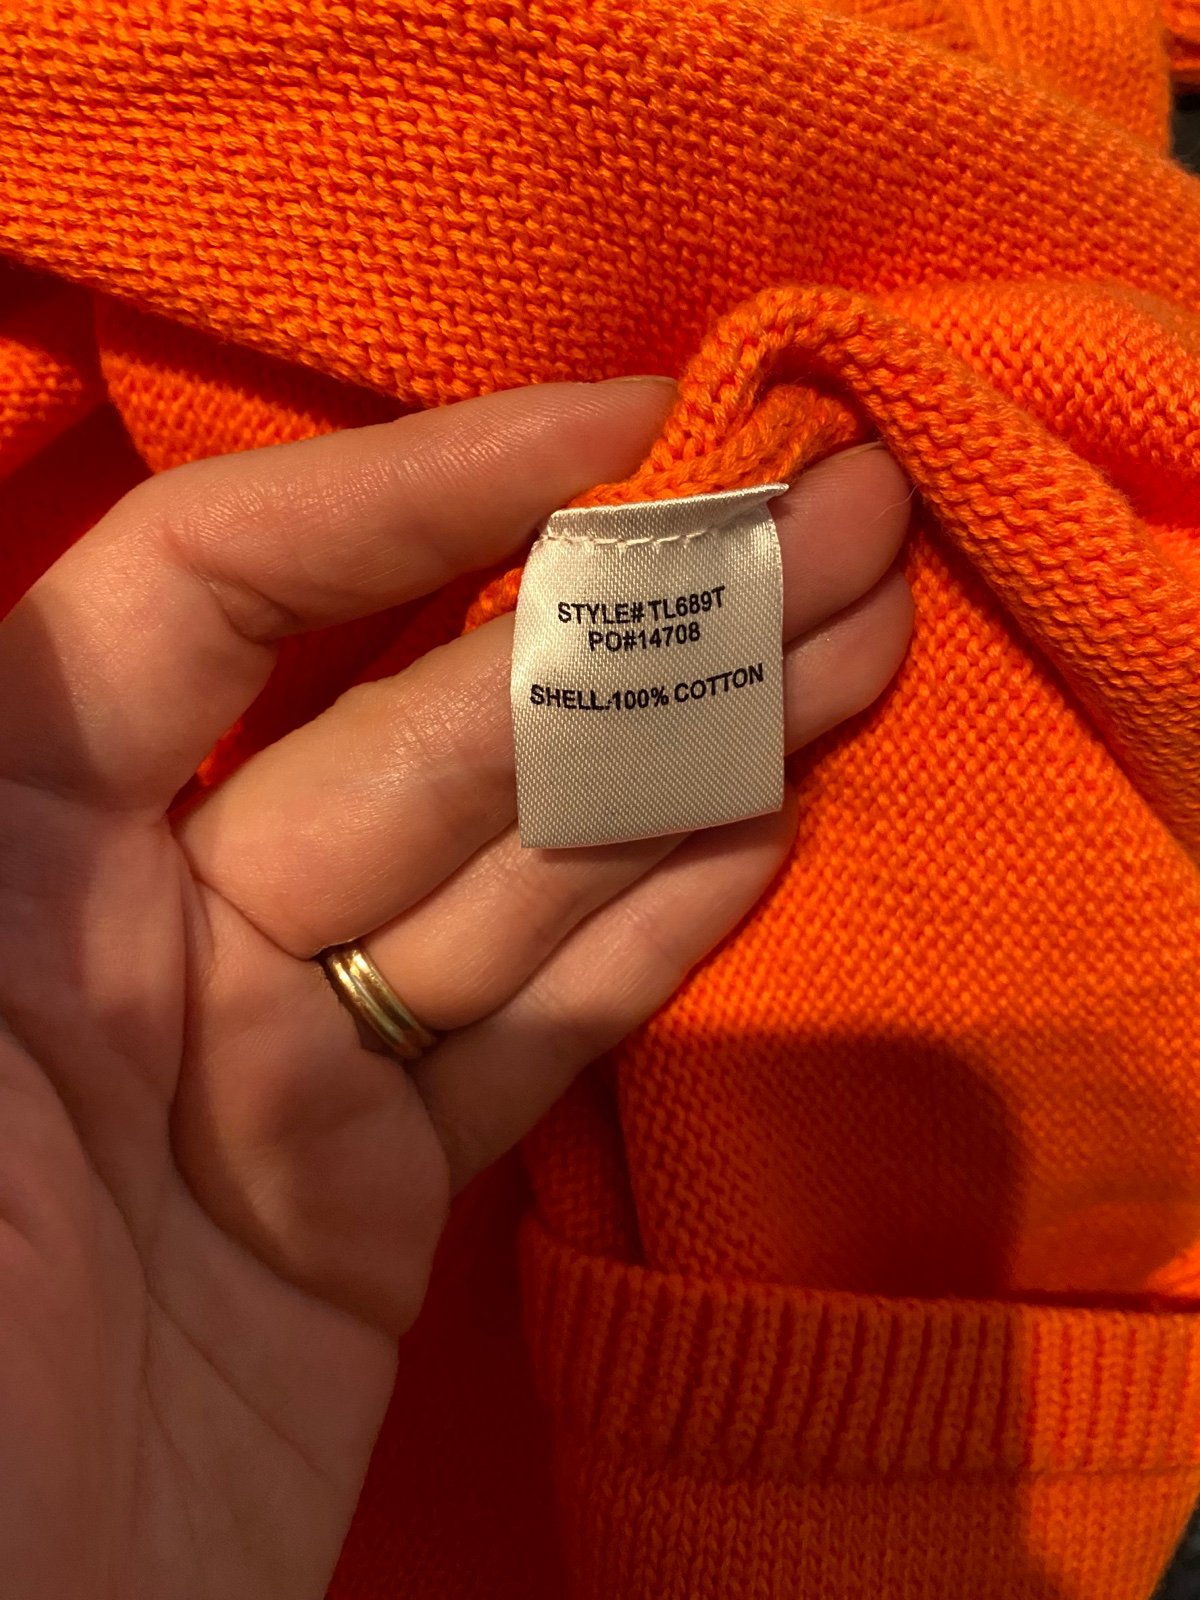 STYLE# TL689T
PO#14708
SHELL:100% COTTON